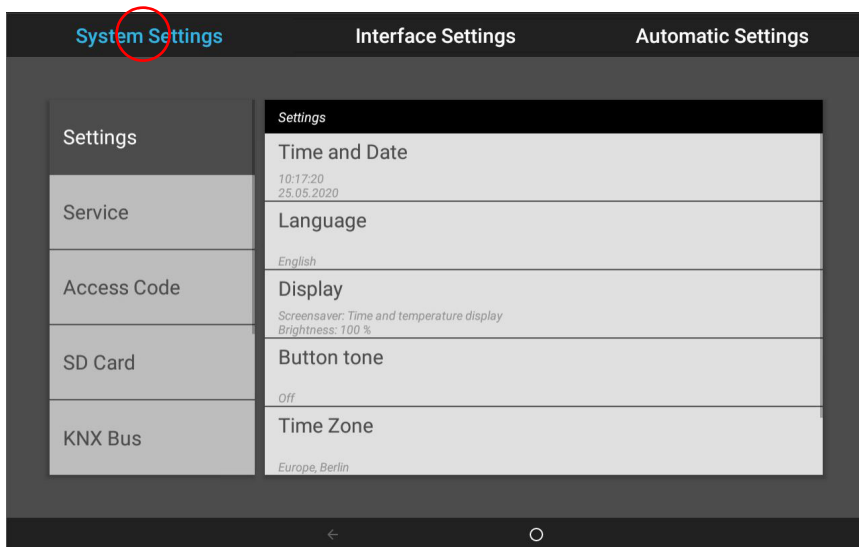 System Settings
Interface Settings
Automatic Settings
Settings
Service
Access Code
SD Card
KNX Bus
Settings
Time and Date
10:17:20
25.05.2020
Language
English
Display
Screensaver: Time and temperature display
Brightness: 100 %
Button tone
Off
Time Zone
Europe, Berlin